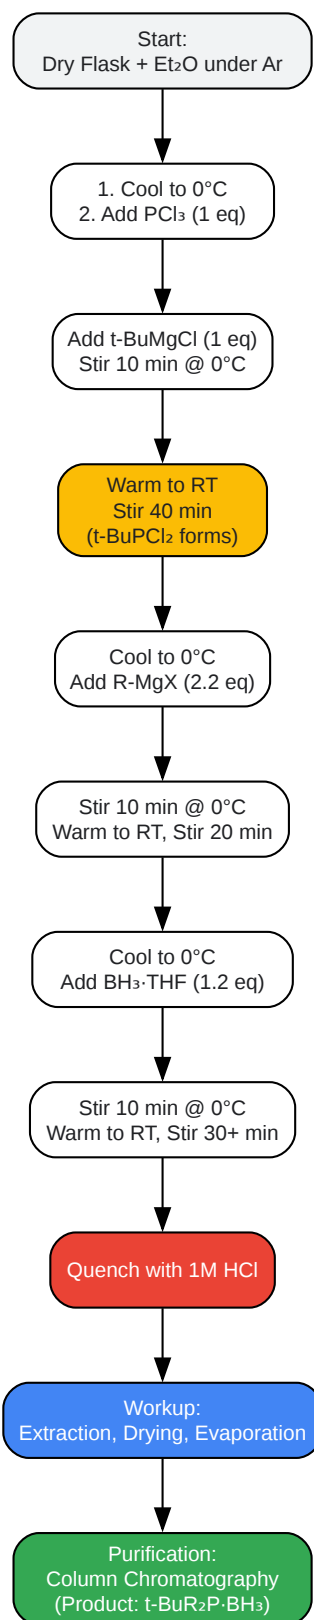 Start:
Dry Flask + Et₂O under Ar
1. Cool to 0°C
2. Add PCl₃ (1 eq)
Add t-BuMgCl (1 eq)
Stir 10 min @ 0°C
Warm to RT
Stir 40 min
(t-BuPCl₂ forms)
Cool to 0°C
Add R-MgX (2.2 eq)
Stir 10 min @ 0°C
Warm to RT, Stir 20 min
Cool to 0°C
Add BH₃·THF (1.2 eq)
Stir 10 min @ 0°C
Warm to RT, Stir 30+ min
Quench with 1M HCl
Workup:
Extraction, Drying, Evaporation
Purification:
Column Chromatography
(Product: t-BuR₂P·BH₃)